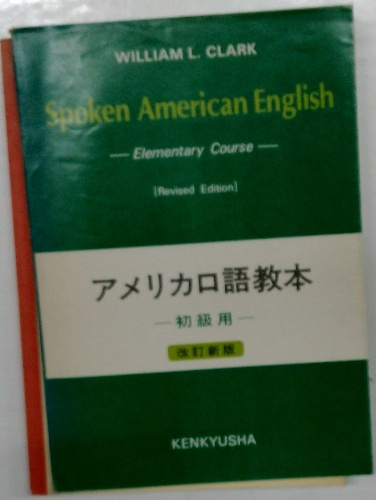 WILLIAM L. CLARK
Spoken American English
— Elementary Course —
[Revised Edition]
アメリカ口語教本
— 初級用 —
改訂新版
KENKYUSHA